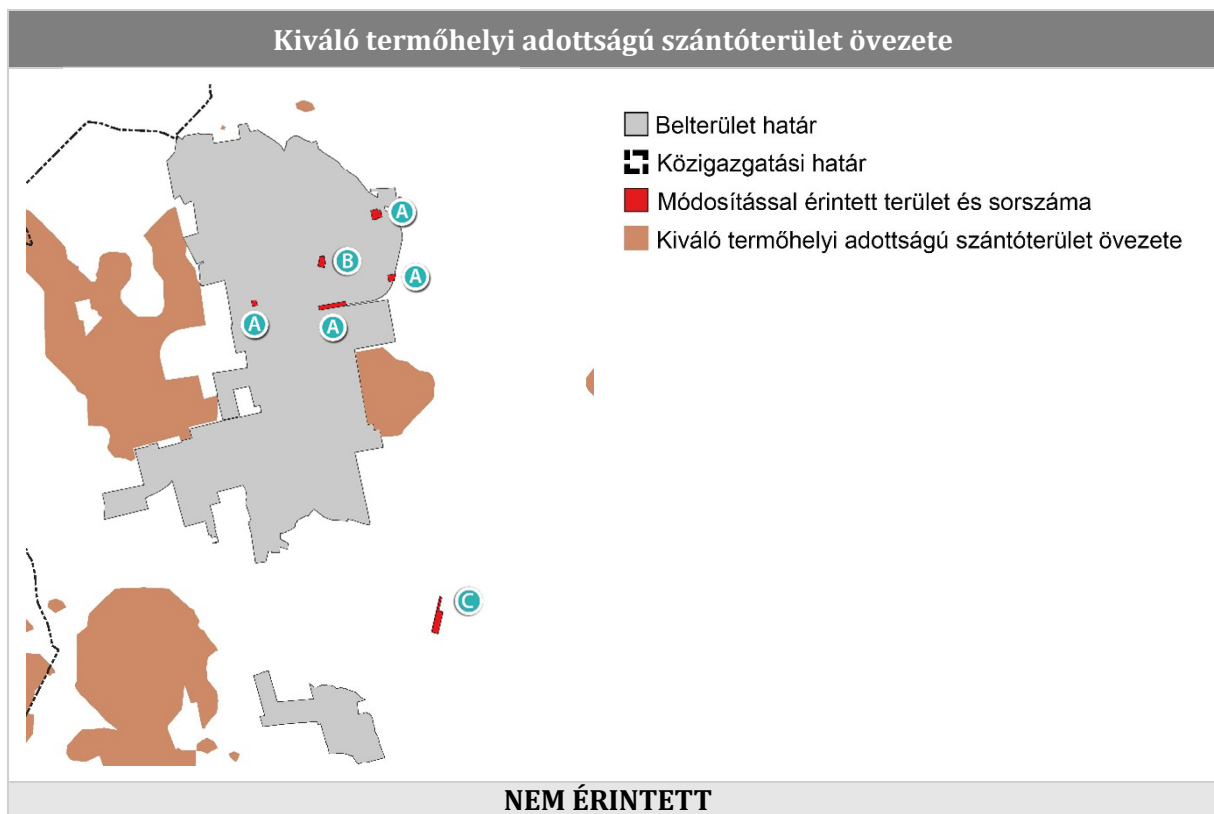 Kiváló termőhelyi adottságú szántóterület övezete
Belterület határ
Közigazgatási határ
Módosítással érintett terület és sorszáma
Kiváló termőhelyi adottságú szántóterület övezete
A
B
A
A
A
C
NEM ÉRINTETT